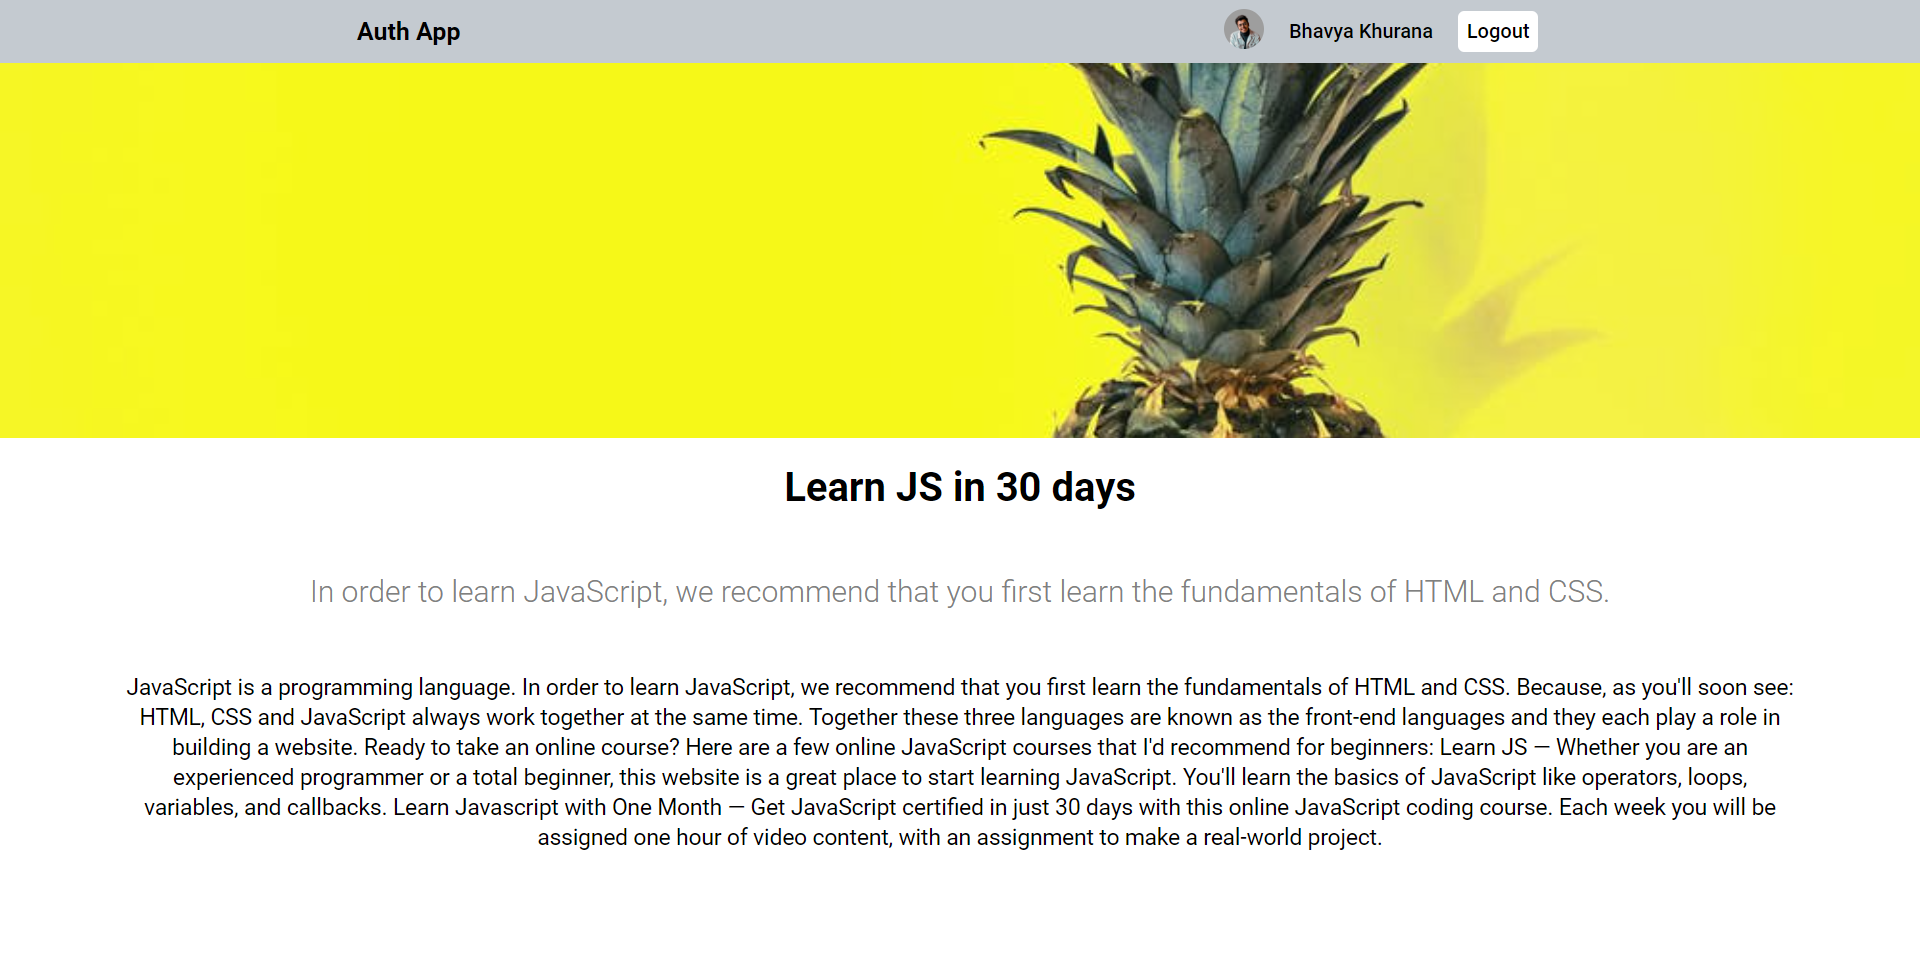 Auth App
Bhavya Khurana
Logout
Learn JS in 30 days
In order to learn JavaScript, we recommend that you first learn the fundamentals of HTML and CSS.
JavaScript is a programming language. In order to learn JavaScript, we recommend that you first learn the fundamentals of HTML and CSS. Because, as you'll soon see:
HTML, CSS and JavaScript always work together at the same time. Together these three languages are known as the front-end languages and they each play a role in
building a website. Ready to take an online course? Here are a few online JavaScript courses that I'd recommend for beginners: Learn JS — Whether you are an
experienced programmer or a total beginner, this website is a great place to start learning JavaScript. You'll learn the basics of JavaScript like operators, loops,
variables, and callbacks. Learn Javascript with One Month — Get JavaScript certified in just 30 days with this online JavaScript coding course. Each week you will be
assigned one hour of video content, with an assignment to make a real-world project.